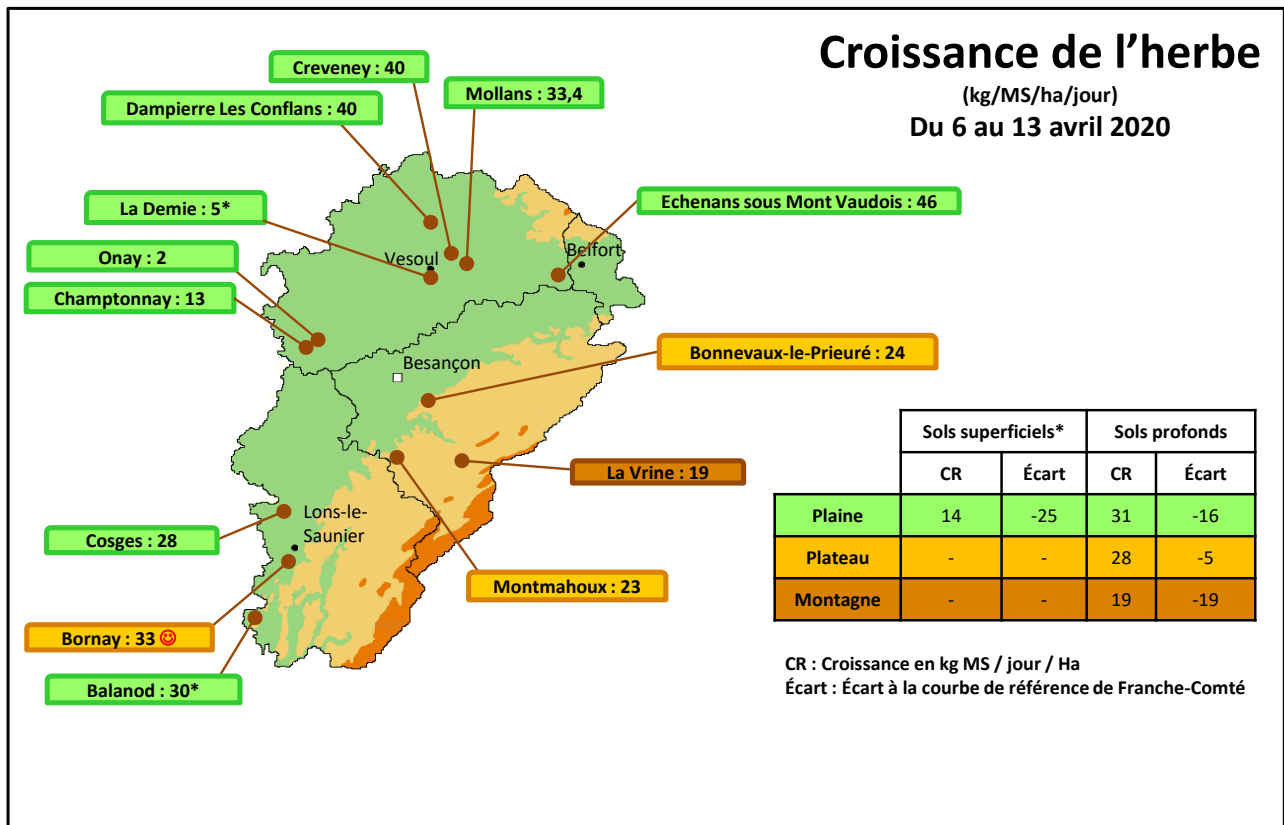 Croissance de l’herbe
(kg/MS/ha/jour)
Du 6 au 13 avril 2020
Creveney : 40
Dampierre Les Conflans : 40
Mollans : 33,4
La Demie : 5*
Echenans sous Mont Vaudois : 46
Onay : 2
Champtonnay : 13
Vesoul
Belfort
Besançon
Bonnevaux-le-Prieuré : 24
La Vrine : 19
Lons-le-
Saunier
Cosges : 28
Montmahoux : 23
Bornay : 33 ☺
Balanod : 30*
Sols superficiels* Sols profonds
CR Écart CR Écart
Plaine 14 -25 31 -16
Plateau - - 28 -5
Montagne - - 19 -19
CR : Croissance en kg MS / jour / Ha
Écart : Écart à la courbe de référence de Franche-Comté